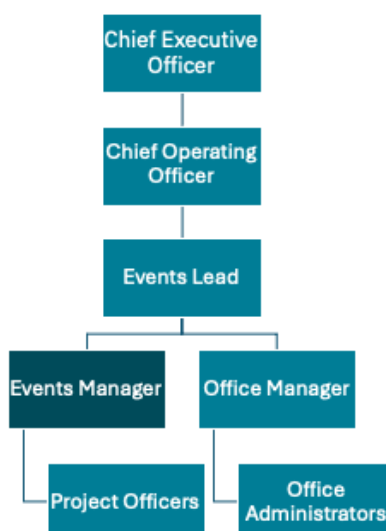 Chief Executive
Officer
Chief Operating
Officer
Events Lead
Events Manager
Office Manager
Project Officers
Office
Administrators